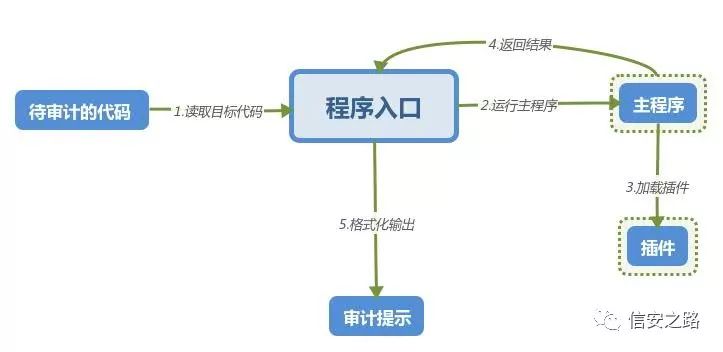 4.返回结果
待审计的代码
1.读取目标代码
程序入口
2.运行主程序
主程序
3.加载插件
5.格式化输出
插件
审计提示
信安之路